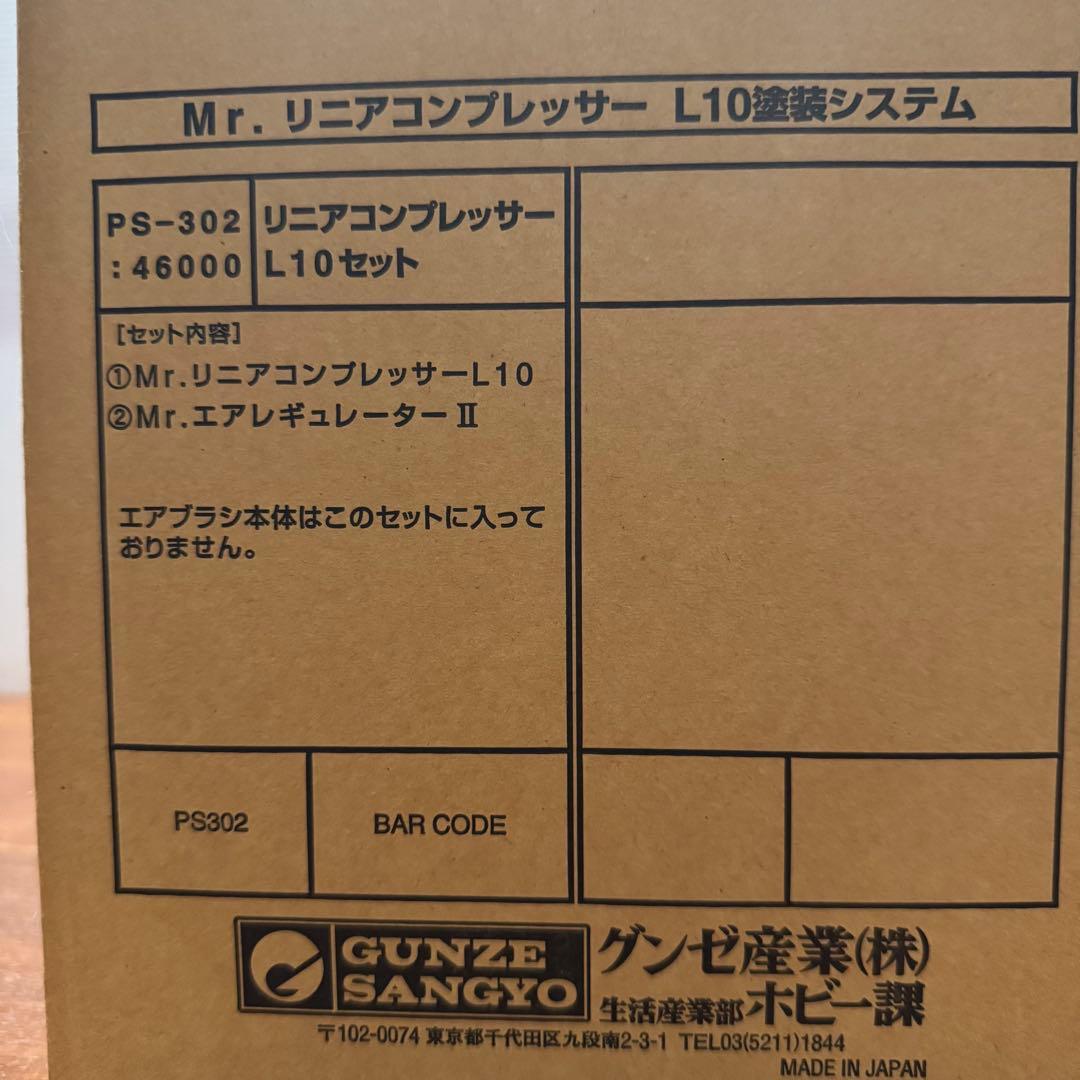 Mr. リニアコンプレッサー L10塗装システム
PS-302
:46000
リニアコンプレッサー
L10セット
[セット内容]
①Mr.リニアコンプレッサーL10
②Mr.エアレギュレーターⅡ
エアブラシ本体はこのセットに入って
おりません。
PS302
BAR CODE
GUNZE
SANGYO
グンゼ産業(株)
生活産業部 ホビー課
〒102-0074 東京都千代田区九段南2-3-1 TEL03(5211)1844
MADE IN JAPAN